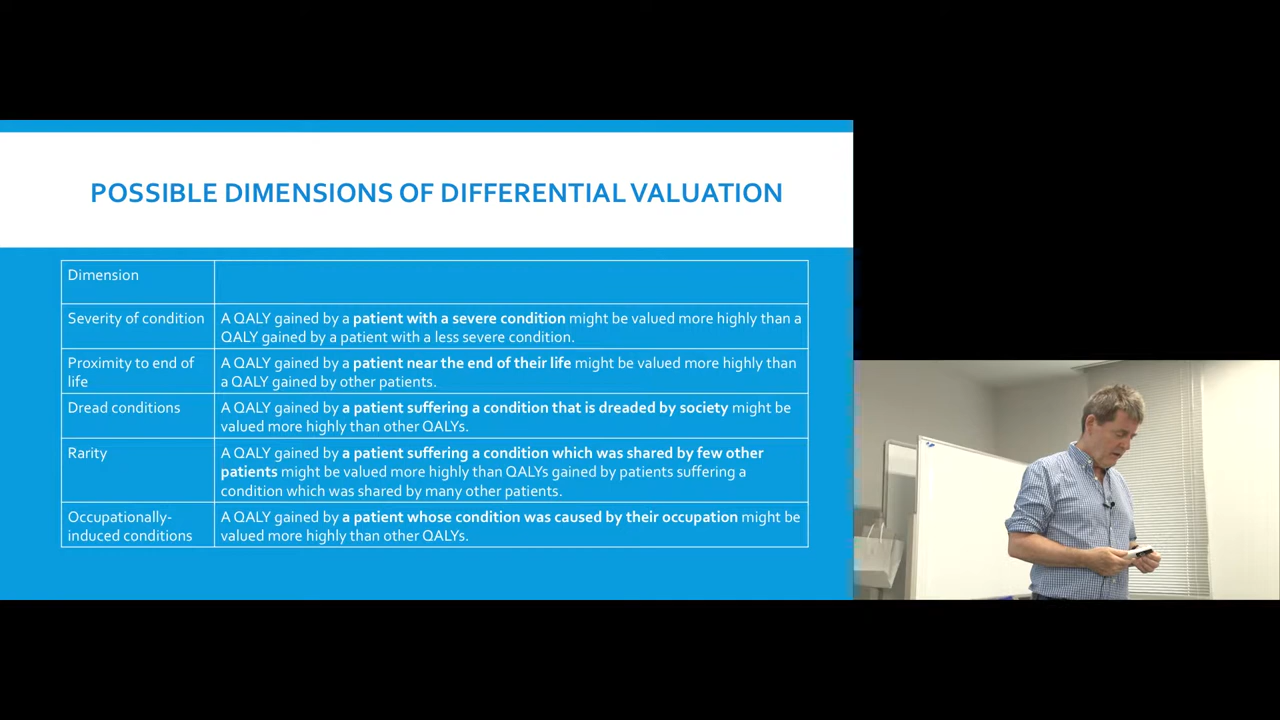 POSSIBLE DIMENSIONS OF DIFFERENTIAL VALUATION
Dimension
Severity of condition
A QALY gained by a patient with a severe condition might be valued more highly than a
QALY gained by a patient with a less severe condition.
Proximity to end of
life
A QALY gained by a patient near the end of their life might be valued more highly than
a QALY gained by other patients.
Dread conditions
A QALY gained by a patient suffering a condition that is dreaded by society might be
valued more highly than other QALYs.
Rarity
A QALY gained by a patient suffering a condition which was shared by few other
patients might be valued more highly than QALYs gained by patients suffering a
condition which was shared by many other patients.
Occupationally-
induced conditions
A QALY gained by a patient whose condition was caused by their occupation might be
valued more highly than other QALYs.